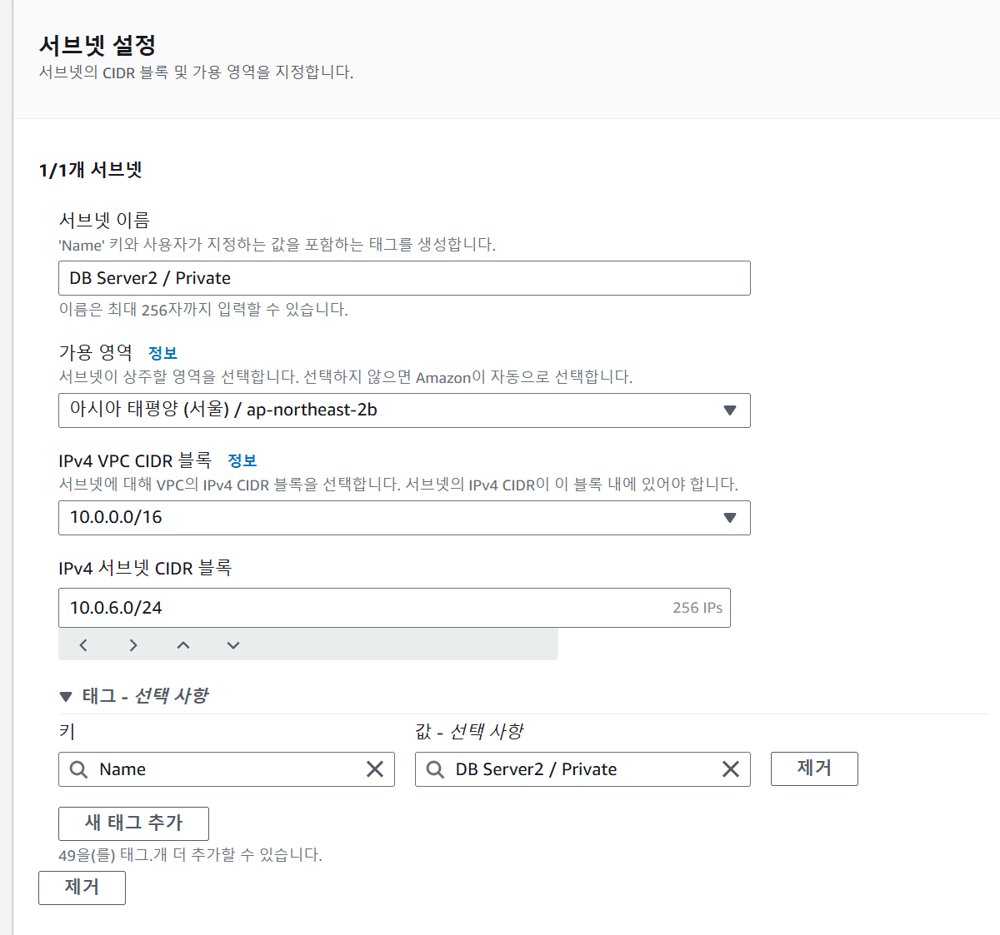 서브넷 설정
서브넷의 CIDR 블록 및 가용 영역을 지정합니다.
1/1개 서브넷
서브넷 이름
'Name' 키와 사용자가 지정하는 값을 포함하는 태그를 생성합니다.
DB Server2 / Private
이름은 최대 256자까지 입력할 수 있습니다.
가용 영역 정보
서브넷이 상주할 영역을 선택합니다. 선택하지 않으면 Amazon이 자동으로 선택합니다.
아시아 태평양 (서울) / ap-northeast-2b
IPv4 VPC CIDR 블록 정보
서브넷에 대해 VPC의 IPv4 CIDR 블록을 선택합니다. 서브넷의 IPv4 CIDR이 이 블록 내에 있어야 합니다.
10.0.0.0/16
IPv4 서브넷 CIDR 블록
10.0.6.0/24 256 IPs
태그 - 선택 사항
키 값 - 선택 사항
Name DB Server2 / Private 제거
새 태그 추가
49을(를) 태그.개 더 추가할 수 있습니다.
제거